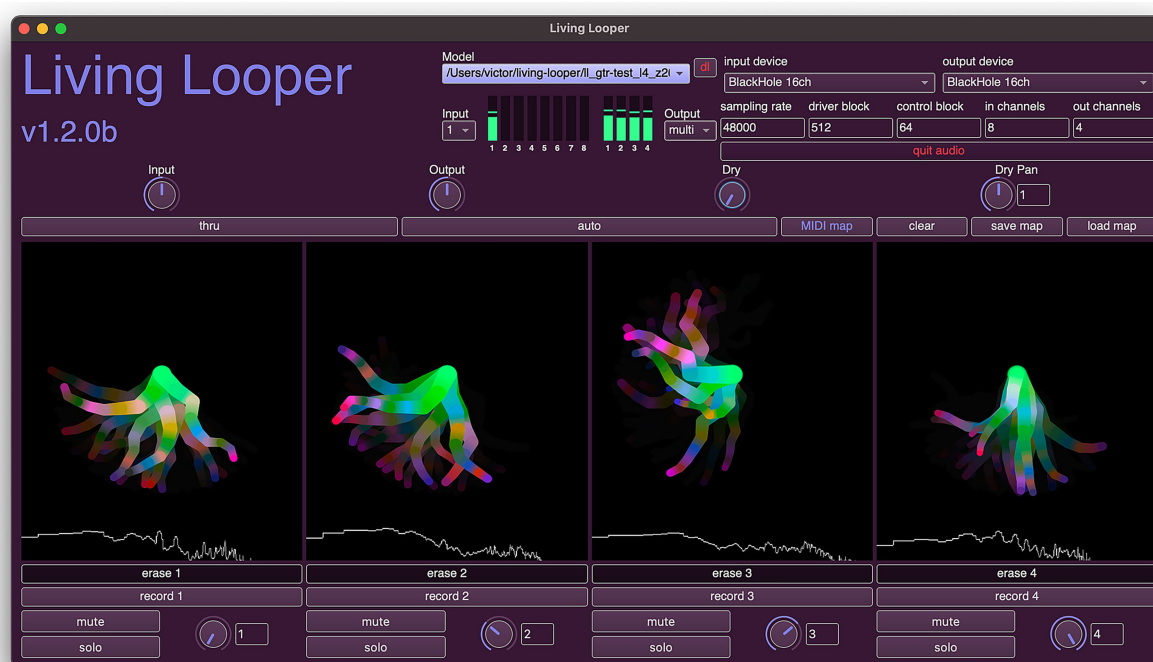 Living Looper
Living Looper
v1.2.0b
Model
/Users/victor/living-looper/ll_gtr-test_l4_z2
dl
input device
output device
BlackHole 16ch
BlackHole 16ch
Input
1
1 2 3 4 5 6 7 8
1 2 3 4
Output
multi
sampling rate
driver block
control block
in channels
out channels
48000
512
64
8
4
quit audio
Input
Output
Dry
Dry Pan
1
thru
auto
MIDI map
clear
save map
load map
erase 1
erase 2
erase 3
erase 4
record 1
record 2
record 3
record 4
mute
1
mute
2
mute
3
mute
4
solo
solo
solo
solo